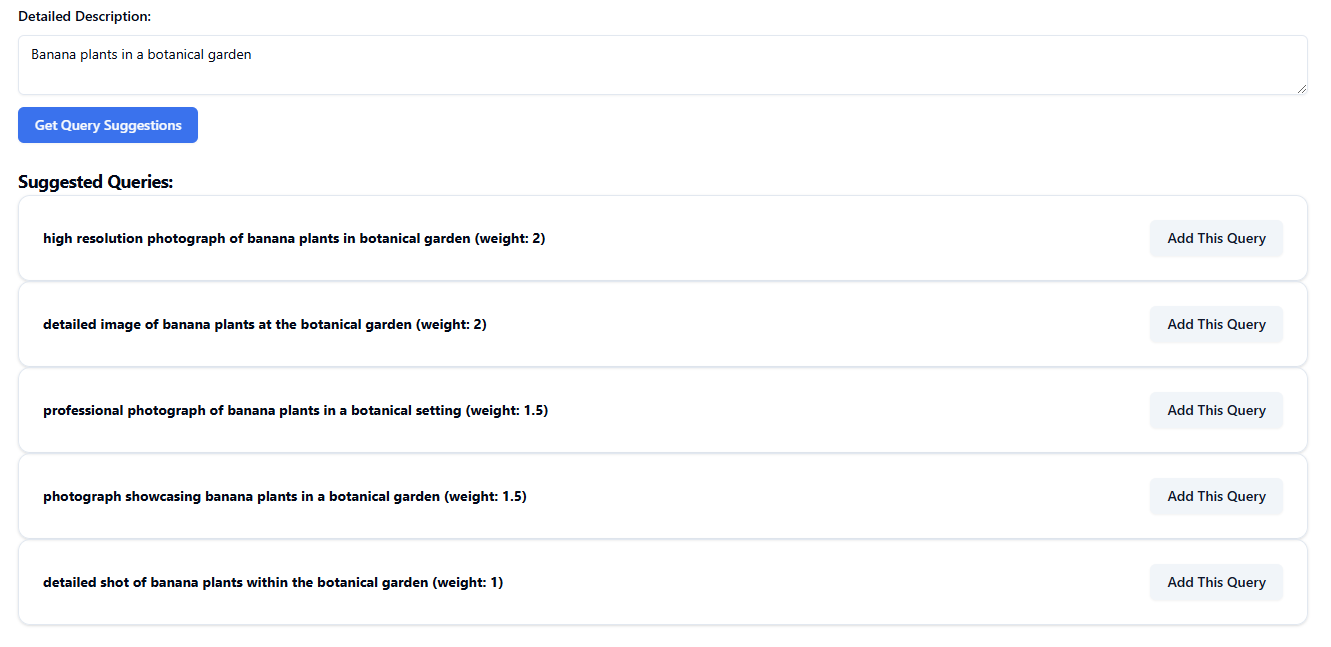 Detailed Description:
Banana plants in a botanical garden
Get Query Suggestions
Suggested Queries:
high resolution photograph of banana plants in botanical garden (weight: 2)
Add This Query
detailed image of banana plants at the botanical garden (weight: 2)
Add This Query
professional photograph of banana plants in a botanical setting (weight: 1.5)
Add This Query
photograph showcasing banana plants in a botanical garden (weight: 1.5)
Add This Query
detailed shot of banana plants within the botanical garden (weight: 1)
Add This Query